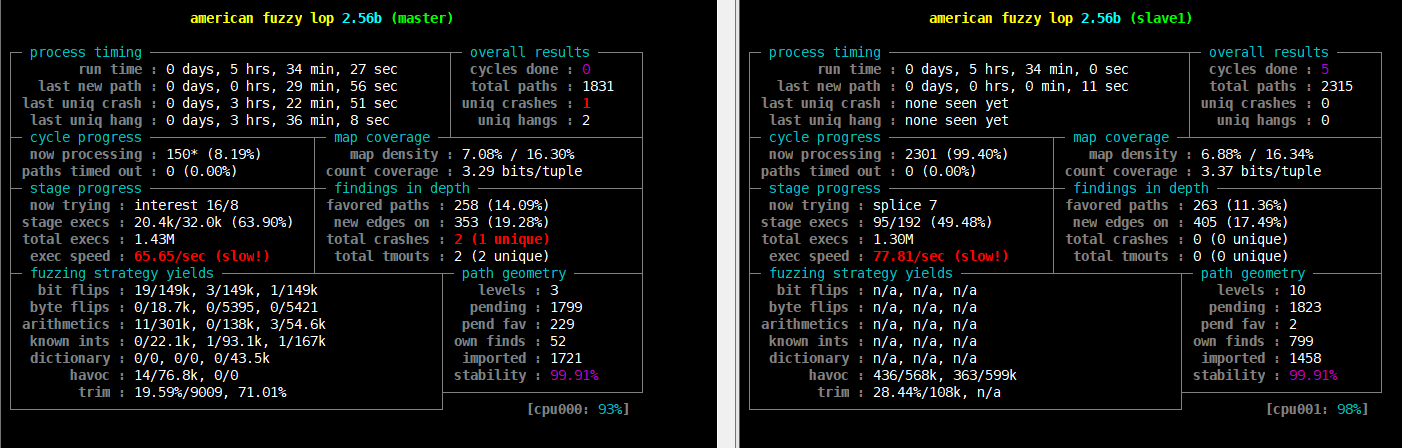 american fuzzy lop 2.56b (master)
process timing
overall results
run time : 0 days, 5 hrs, 34 min, 27 sec
cycles done : 0
last new path : 0 days, 0 hrs, 29 min, 56 sec
total paths : 1831
last uniq crash : 0 days, 3 hrs, 22 min, 51 sec
uniq crashes : 1
last uniq hang : 0 days, 3 hrs, 36 min, 8 sec
uniq hangs : 2
cycle progress
map coverage
now processing : 150* (8.19%)
map density : 7.08% / 16.30%
paths timed out : 0 (0.00%)
count coverage : 3.29 bits/tuple
stage progress
findings in depth
now trying : interest 16/8
favored paths : 258 (14.09%)
stage execs : 20.4k/32.0k (63.90%)
new edges on : 353 (19.28%)
total execs : 1.43M
total crashes : 2 (1 unique)
exec speed : 65.65/sec (slow!)
total tmouts : 2 (2 unique)
fuzzing strategy yields
path geometry
bit flips : 19/149k, 3/149k, 1/149k
levels : 3
byte flips : 0/18.7k, 0/5395, 0/5421
pending : 1799
arithmetics : 11/301k, 0/138k, 3/54.6k
pend fav : 229
known ints : 0/22.1k, 1/93.1k, 1/167k
own finds : 52
dictionary : 0/0, 0/0, 0/43.5k
imported : 1721
havoc : 14/76.8k, 0/0
stability : 99.91%
trim : 19.59%/9009, 71.01%
[cpu000: 93%]
american fuzzy lop 2.56b (slave1)
process timing
overall results
run time : 0 days, 5 hrs, 34 min, 0 sec
cycles done : 5
last new path : 0 days, 0 hrs, 0 min, 11 sec
total paths : 2315
last uniq crash : none seen yet
uniq crashes : 0
last uniq hang : none seen yet
uniq hangs : 0
cycle progress
map coverage
now processing : 2301 (99.40%)
map density : 6.88% / 16.34%
paths timed out : 0 (0.00%)
count coverage : 3.37 bits/tuple
stage progress
findings in depth
now trying : splice 7
favored paths : 263 (11.36%)
stage execs : 95/192 (49.48%)
new edges on : 405 (17.49%)
total execs : 1.30M
total crashes : 0 (0 unique)
exec speed : 77.81/sec (slow!)
total tmouts : 0 (0 unique)
fuzzing strategy yields
path geometry
bit flips : n/a, n/a, n/a
levels : 10
byte flips : n/a, n/a, n/a
pending : 1823
arithmetics : n/a, n/a, n/a
pend fav : 2
known ints : n/a, n/a, n/a
own finds : 799
dictionary : n/a, n/a, n/a
imported : 1458
havoc : 436/568k, 363/599k
stability : 99.91%
trim : 28.44%/108k, n/a
[cpu001: 98%]